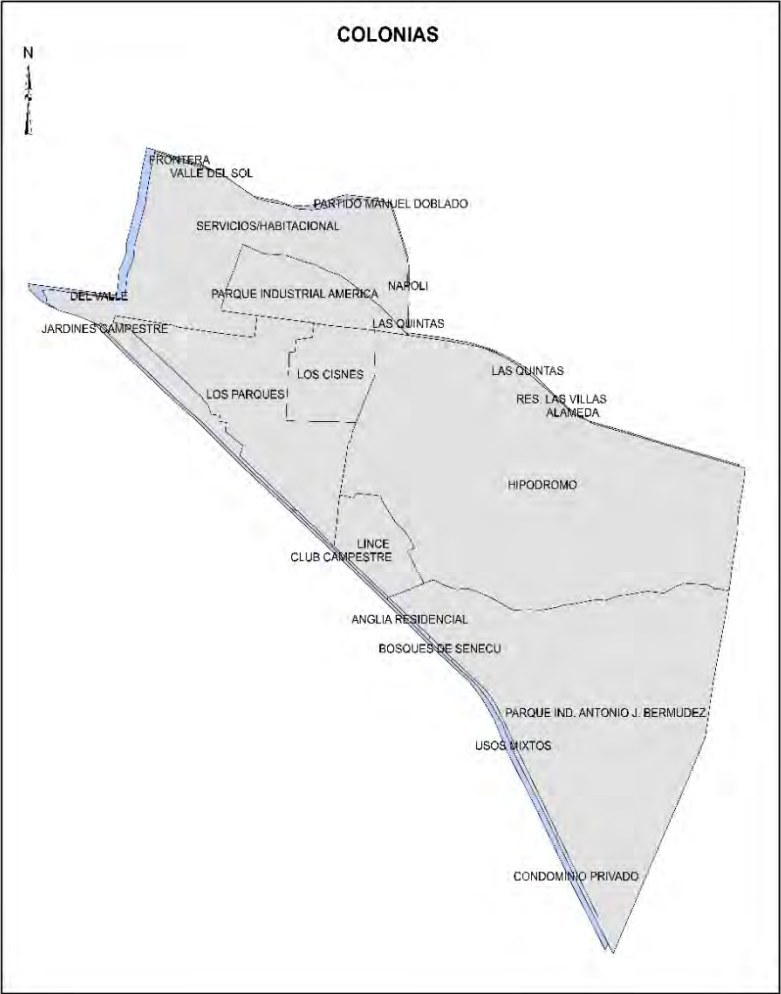 COLONIAS
N
FRONTERA
VALLE DEL SOL
PARTIDO MANUEL DOBLADO
SERVICIOS/HABITACIONAL
NAPOLI
DEL VALLE
PARQUE INDUSTRIAL AMERICA
LAS QUINTAS
JARDINES CAMPESTRE
LAS QUINTAS
LOS CISNES
LOS PARQUES
RES. LAS VILLAS
ALAMEDA
HIPODROMO
LINCE
CLUB CAMPESTRE
ANGLIA RESIDENCIAL
BOSQUES DE SENECU
PARQUE IND. ANTONIO J. BERMUDEZ
USOS MIXTOS
CONDOMINIO PRIVADO